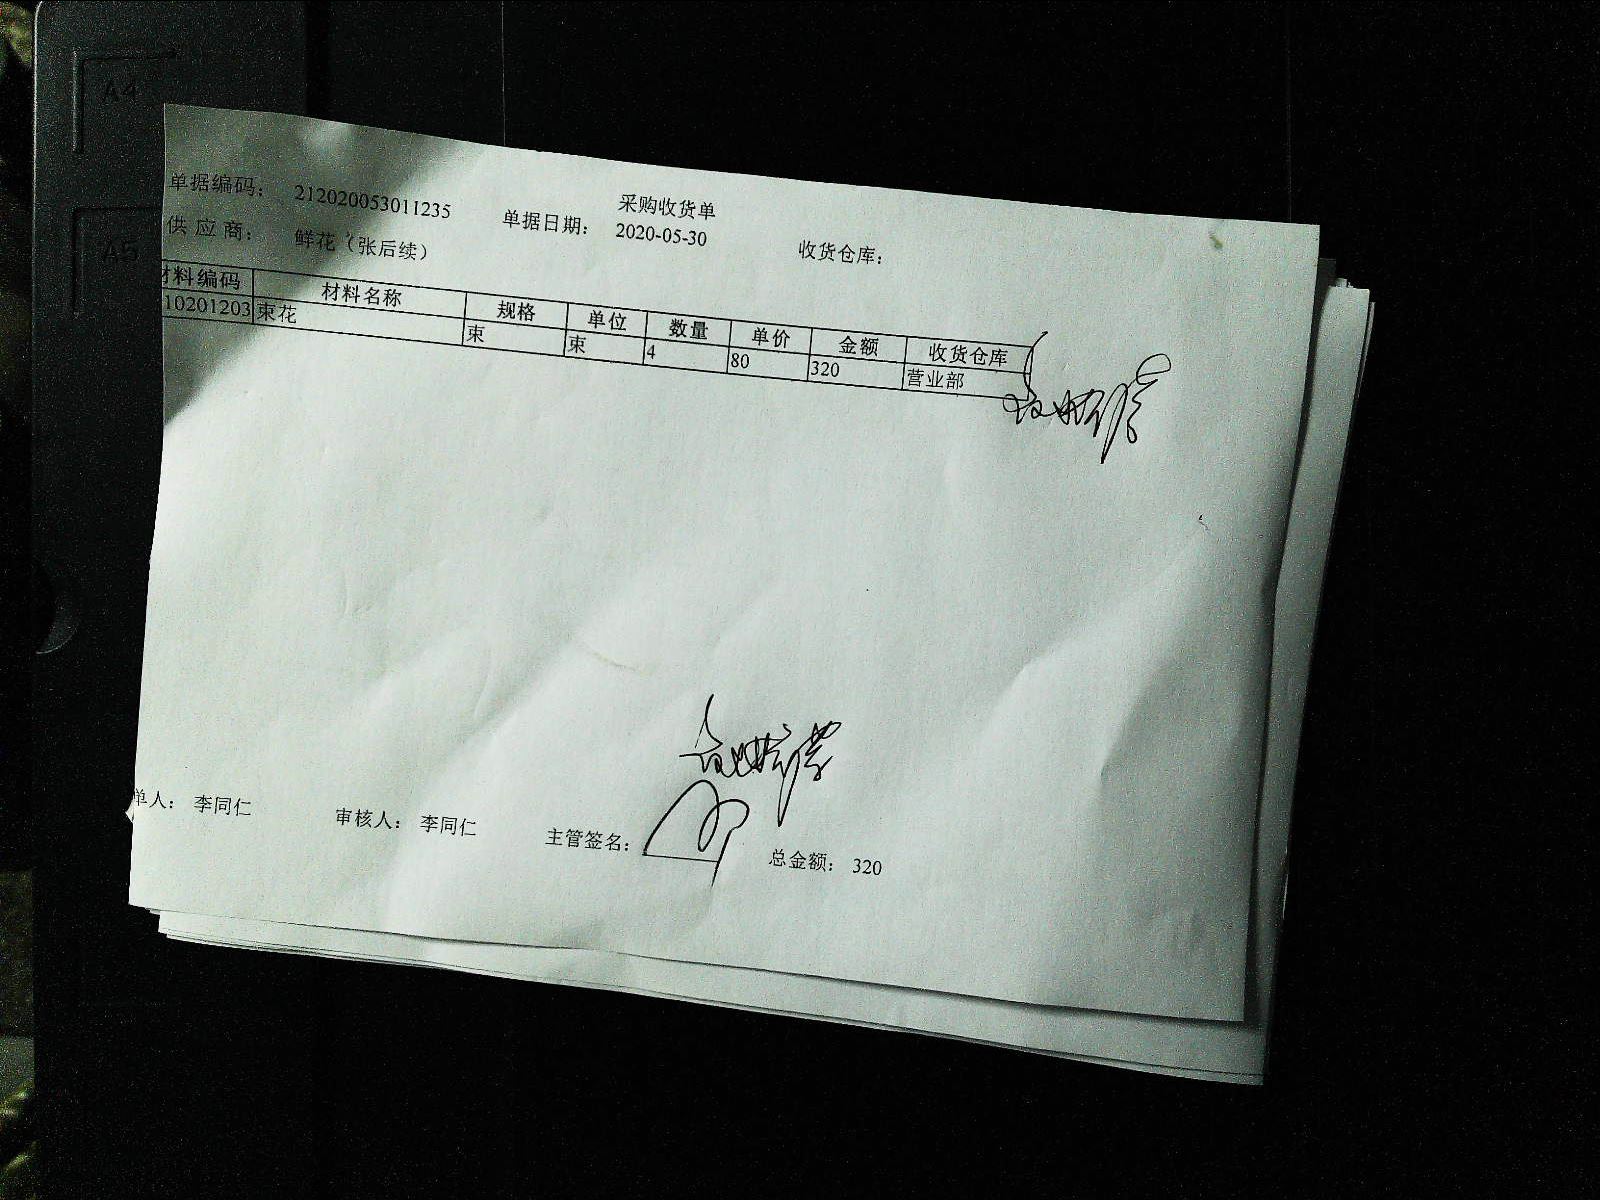 A4
A5
采购收货单
单据编码： 212020053011235 单据日期： 2020-05-30 收货仓库：
供 应 商： 鲜花（张后续）
材料编码 材料名称 规格 单位 数量 单价 金额 收货仓库
10201203 束花 束 束 4 80 320 营业部
单人： 李同仁 审核人： 李同仁 主管签名： 总金额： 320